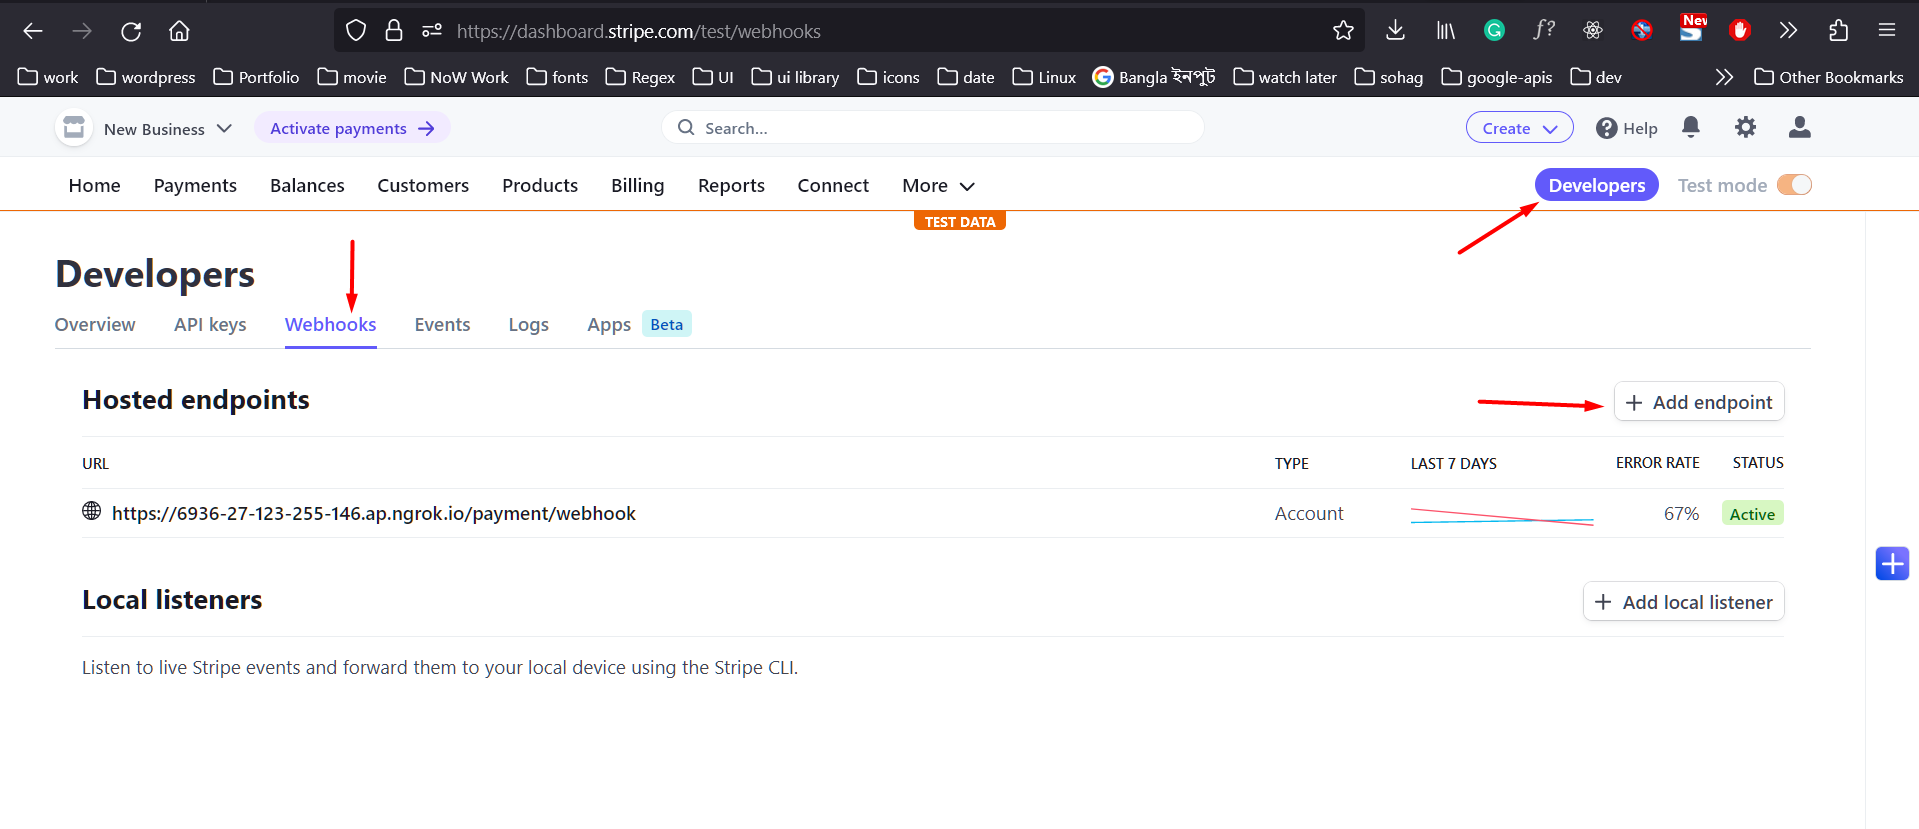 https://dashboard.stripe.com/test/webhooks
New
work wordpress Portfolio movie NoW Work fonts Regex UI ui library icons date Linux Bangla ইনপুট watch later sohag google-apis dev Other Bookmarks
New Business Activate payments Search... Create Help
Home Payments Balances Customers Products Billing Reports Connect More Developers Test mode
TEST DATA
Developers
Overview API keys Webhooks Events Logs Apps Beta
Hosted endpoints + Add endpoint
URL TYPE LAST 7 DAYS ERROR RATE STATUS
https://6936-27-123-255-146.ap.ngrok.io/payment/webhook Account 67% Active
Local listeners + Add local listener
Listen to live Stripe events and forward them to your local device using the Stripe CLI.